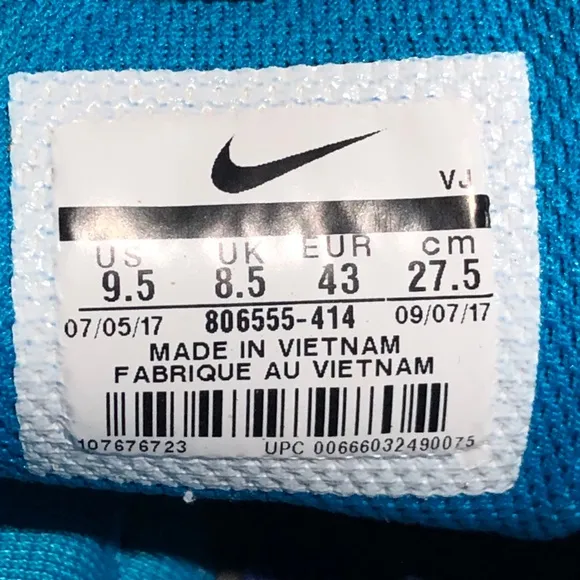 VJ
US UK EUR cm
9.5 8.5 43 27.5
07/05/17 806555-414 09/07/17
MADE IN VIETNAM
FABRIQUE AU VIETNAM
107676723 UPC 00666032490075